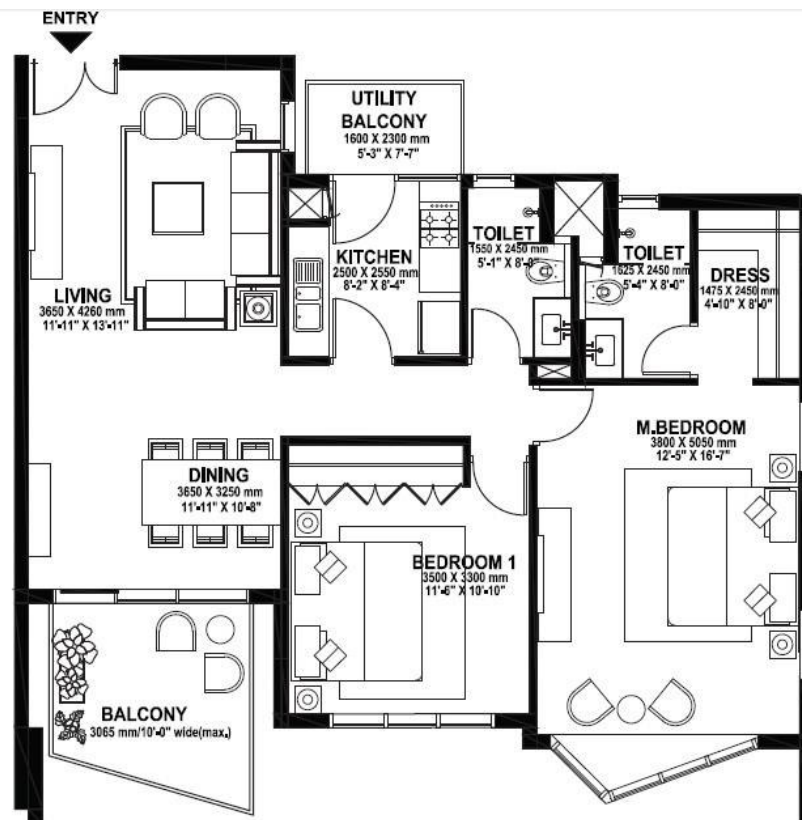 ENTRY
UTILITY
BALCONY
1600 X 2300 mm
5'-3" X 7'-7"
KITCHEN
2500 X 2550 mm
8'-2" X 8'-4"
TOILET
1550 X 2450 mm
5'-1" X 8'-0"
TOILET
1625 X 2450 mm
5'-4" X 8'-0"
DRESS
1475 X 2450 mm
4'-10" X 8'-0"
LIVING
3650 X 4260 mm
11'-11" X 13'-11"
M.BEDROOM
3800 X 5050 mm
12'-5" X 16'-7"
DINING
3650 X 3250 mm
11'-11" X 10'-8"
BEDROOM 1
3500 X 3300 mm
11'-6" X 10'-10"
BALCONY
3065 mm/10'-0" wide(max.)